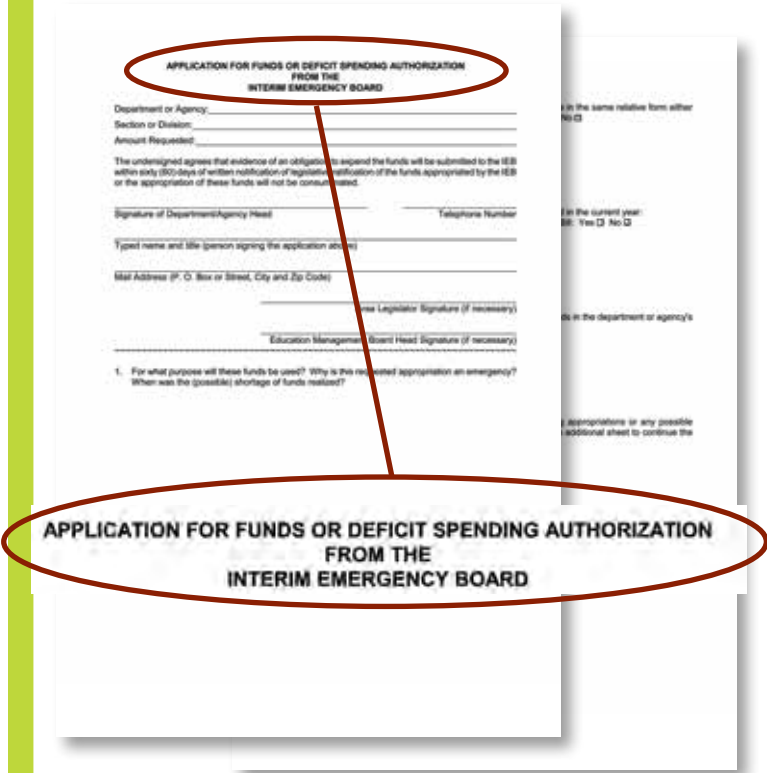 APPLICATION FOR FUNDS OR DEFICIT SPENDING AUTHORIZATION
FROM THE
INTERIM EMERGENCY BOARD
Department or Agency:
Section or Division:
Amount Requested:
The undersigned agrees that evidence of an obligation to expend the funds will be submitted to the IEB
within sixty (60) days of written notification of legislative ratification of the funds appropriated by the IEB
or the appropriation of these funds will not be consummated.
Signature of Department/Agency Head Telephone Number
Typed name and title (person signing the application above)
Mail Address (P. O. Box or Street, City and Zip Code)
Area Legislator Signature (if necessary)
Education Management Board Head Signature (if necessary)
1. For what purpose will these funds be used? Why is this requested appropriation an emergency?
When was the (possible) shortage of funds realized?
in the same relative form either
No
in the current year:
Yes No
in the department or agency's
appropriations or any possible
additional sheet to continue the
APPLICATION FOR FUNDS OR DEFICIT SPENDING AUTHORIZATION
FROM THE
INTERIM EMERGENCY BOARD